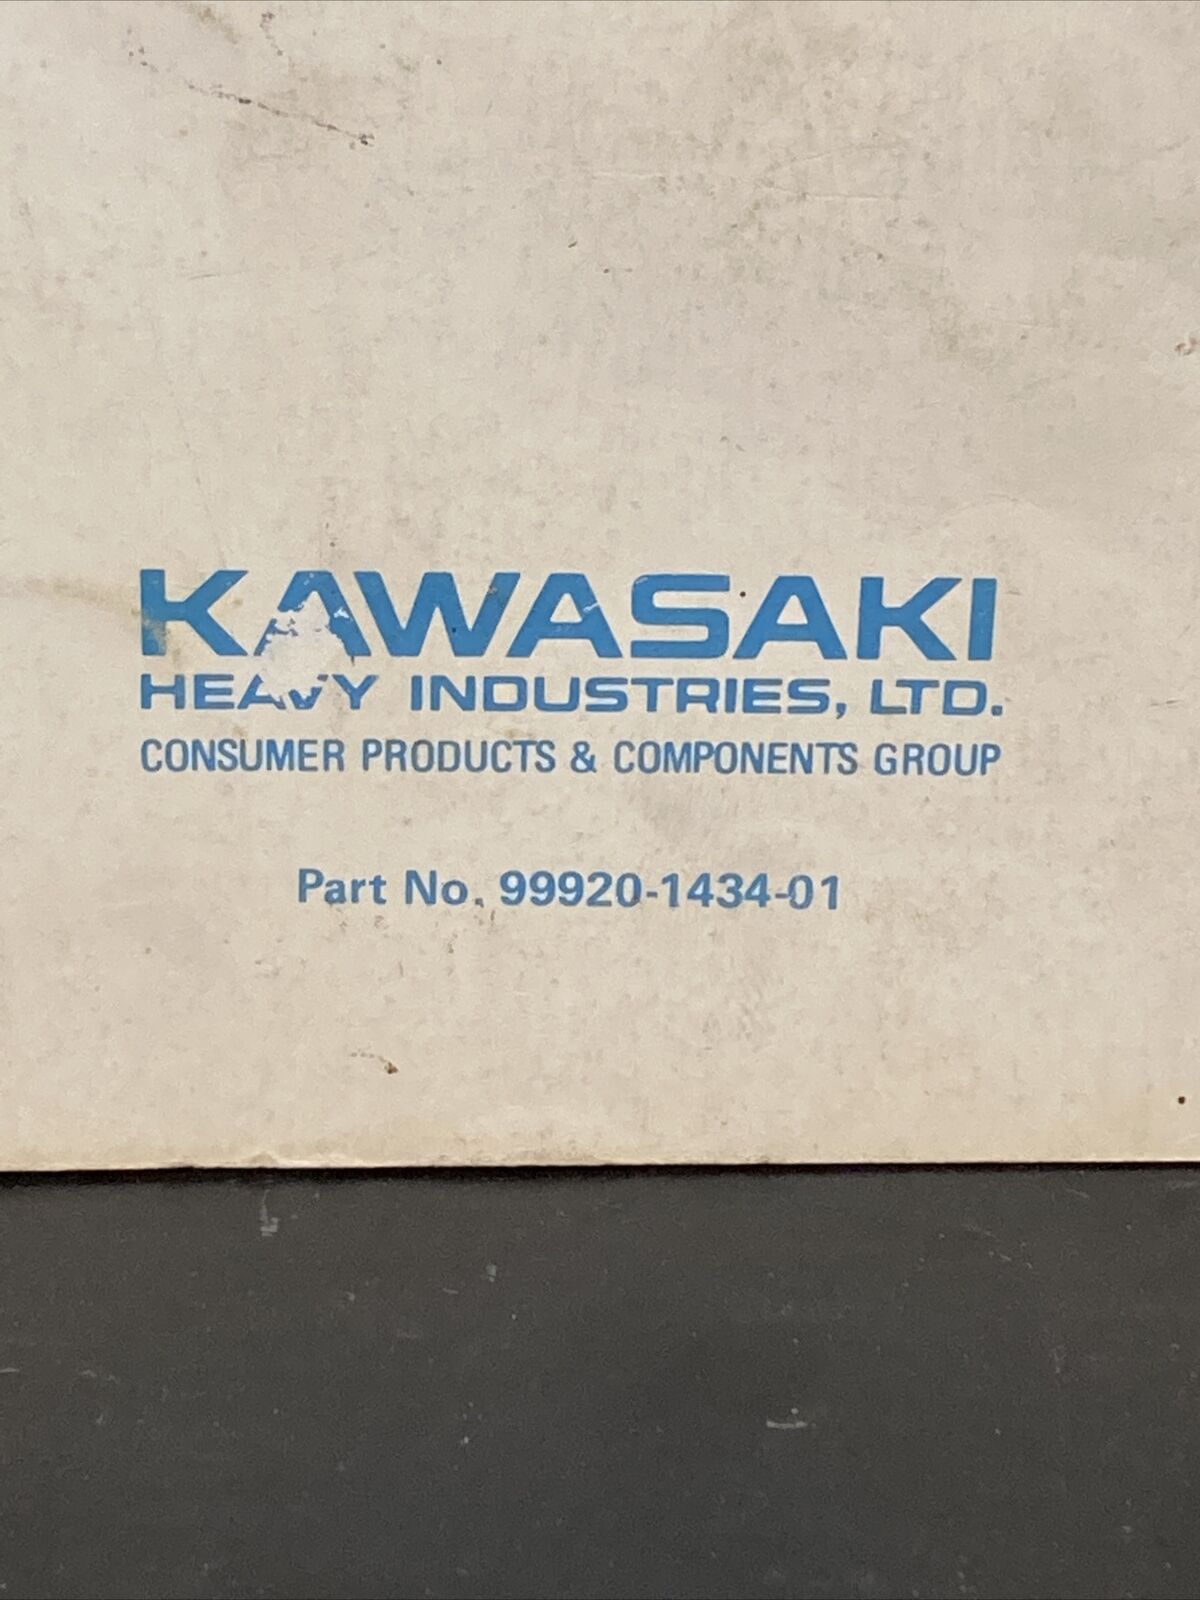 KAWASAKI
HEAVY INDUSTRIES, LTD.
CONSUMER PRODUCTS & COMPONENTS GROUP
Part No. 99920-1434-01